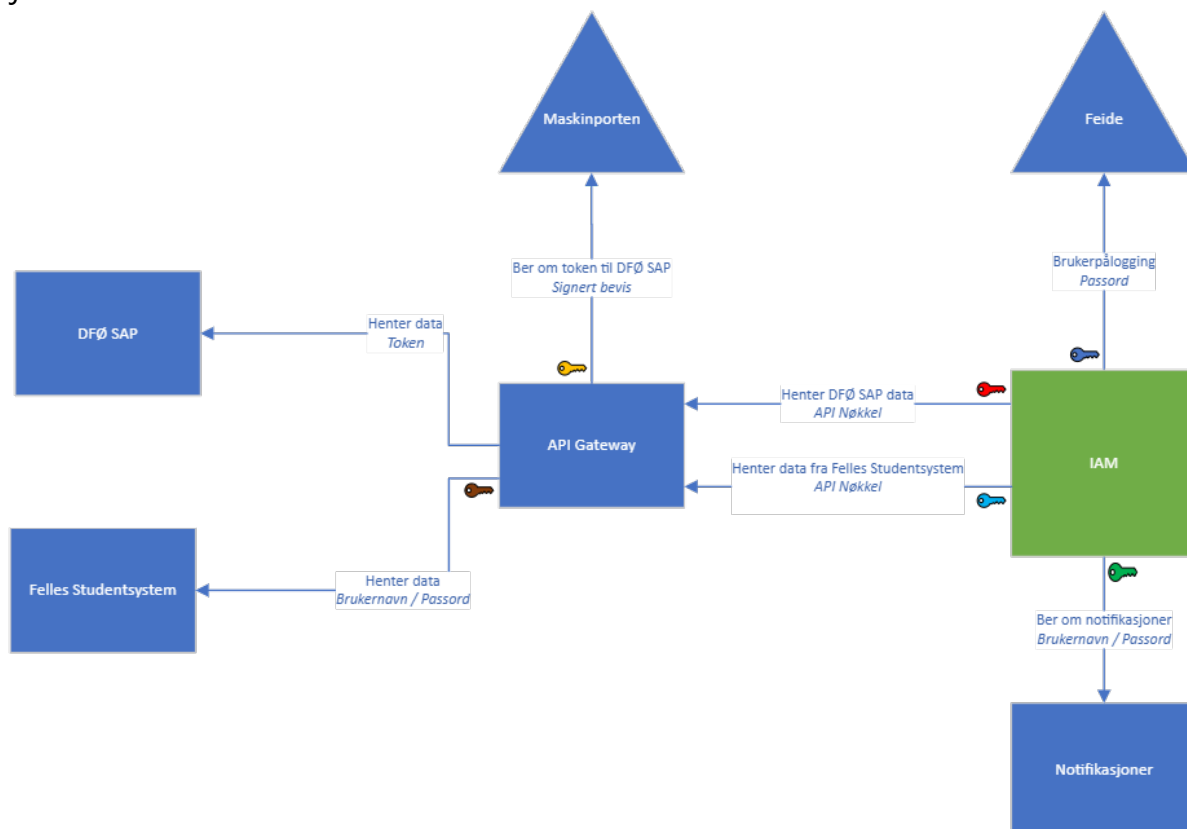 Maskinporten
Feide
Ber om token til DFØ SAP
Signert bevis
Brukerpålogging
Passord
DFØ SAP
Henter data
Token
Henter DFØ SAP data
API Nøkkel
API Gateway
IAM
Henter data fra Felles Studentsystem
API Nøkkel
Felles Studentsystem
Henter data
Brukernavn / Passord
Ber om notifikasjoner
Brukernavn / Passord
Notifikasjoner